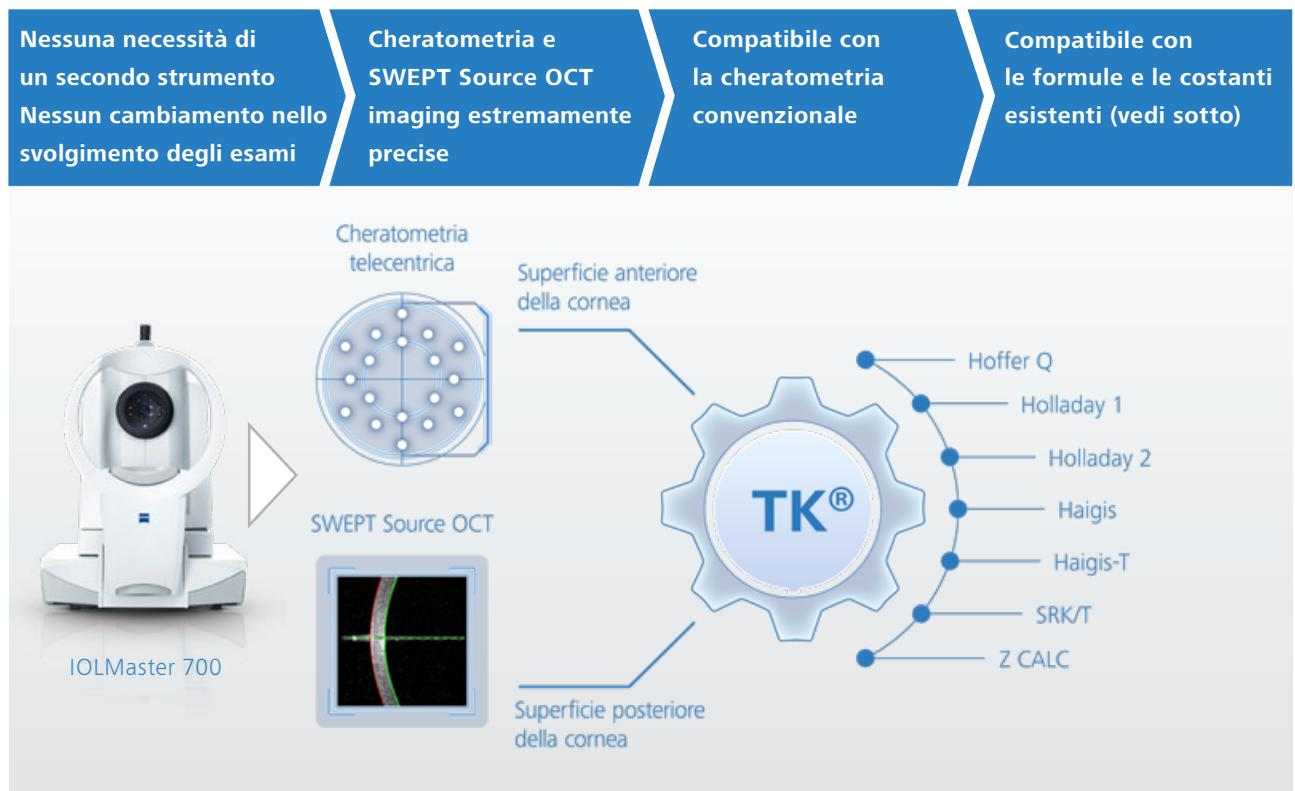 Nessuna necessità di
un secondo strumento
Nessun cambiamento nello
svolgimento degli esami
Cheratometria e
SWEPT Source OCT
imaging estremamente
precise
Compatibile con
la cheratometria
convenzionale
Compatibile con
le formule e le costanti
esistenti (vedi sotto)
Cheratometria
telecentrica
Superficie anteriore
della cornea
SWEPT Source OCT
IOLMaster 700
Superficie posteriore
della cornea
TK®
Hoffer Q
Holladay 1
Holladay 2
Haigis
Haigis-T
SRK/T
Z CALC